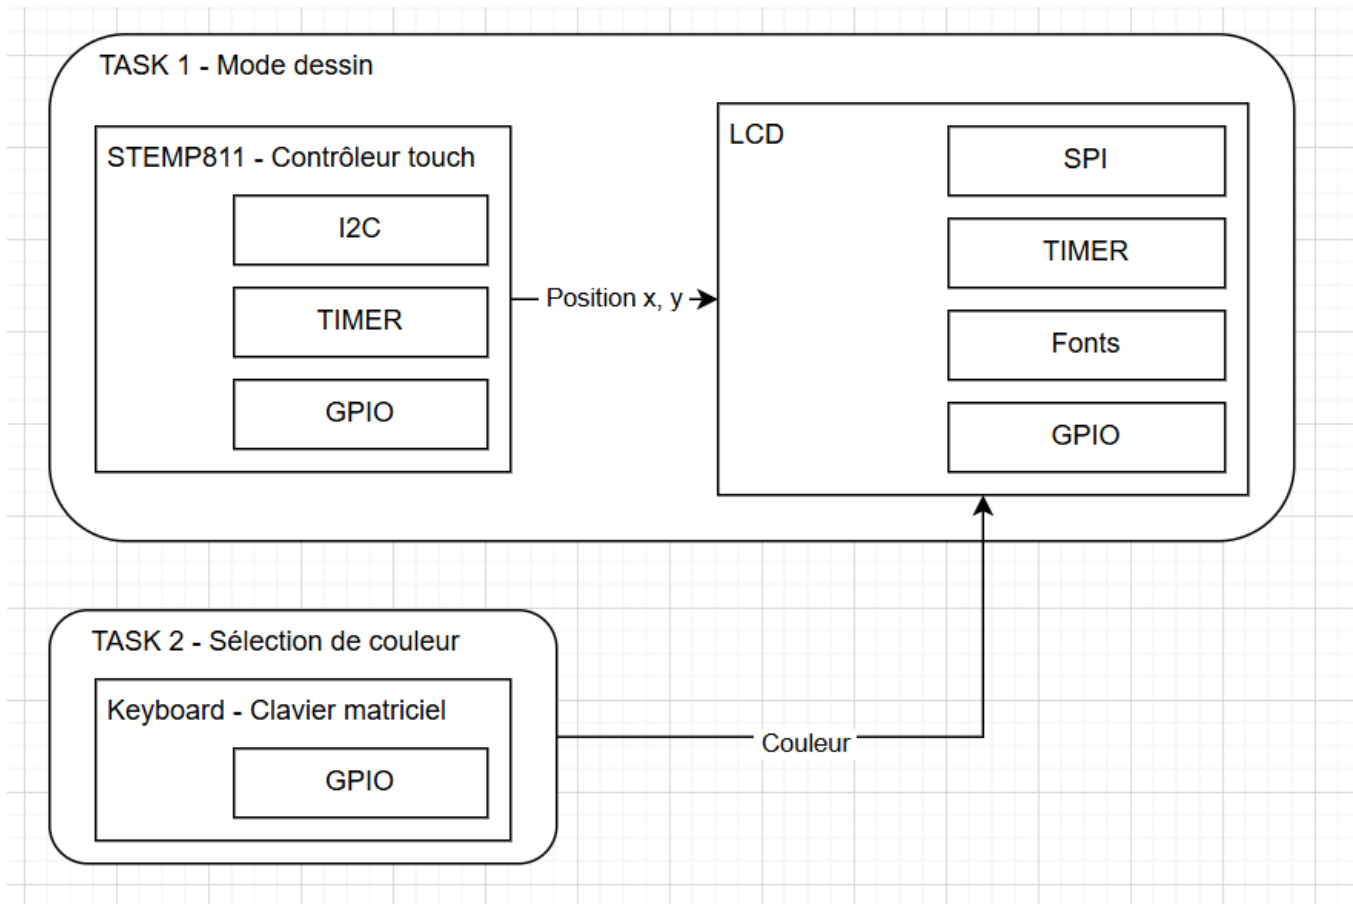 TASK 1 - Mode dessin
STEMP811 - Contrôleur touch
I2C
TIMER
GPIO
Position x, y
LCD
SPI
TIMER
Fonts
GPIO
TASK 2 - Sélection de couleur
Keyboard - Clavier matriciel
GPIO
Couleur